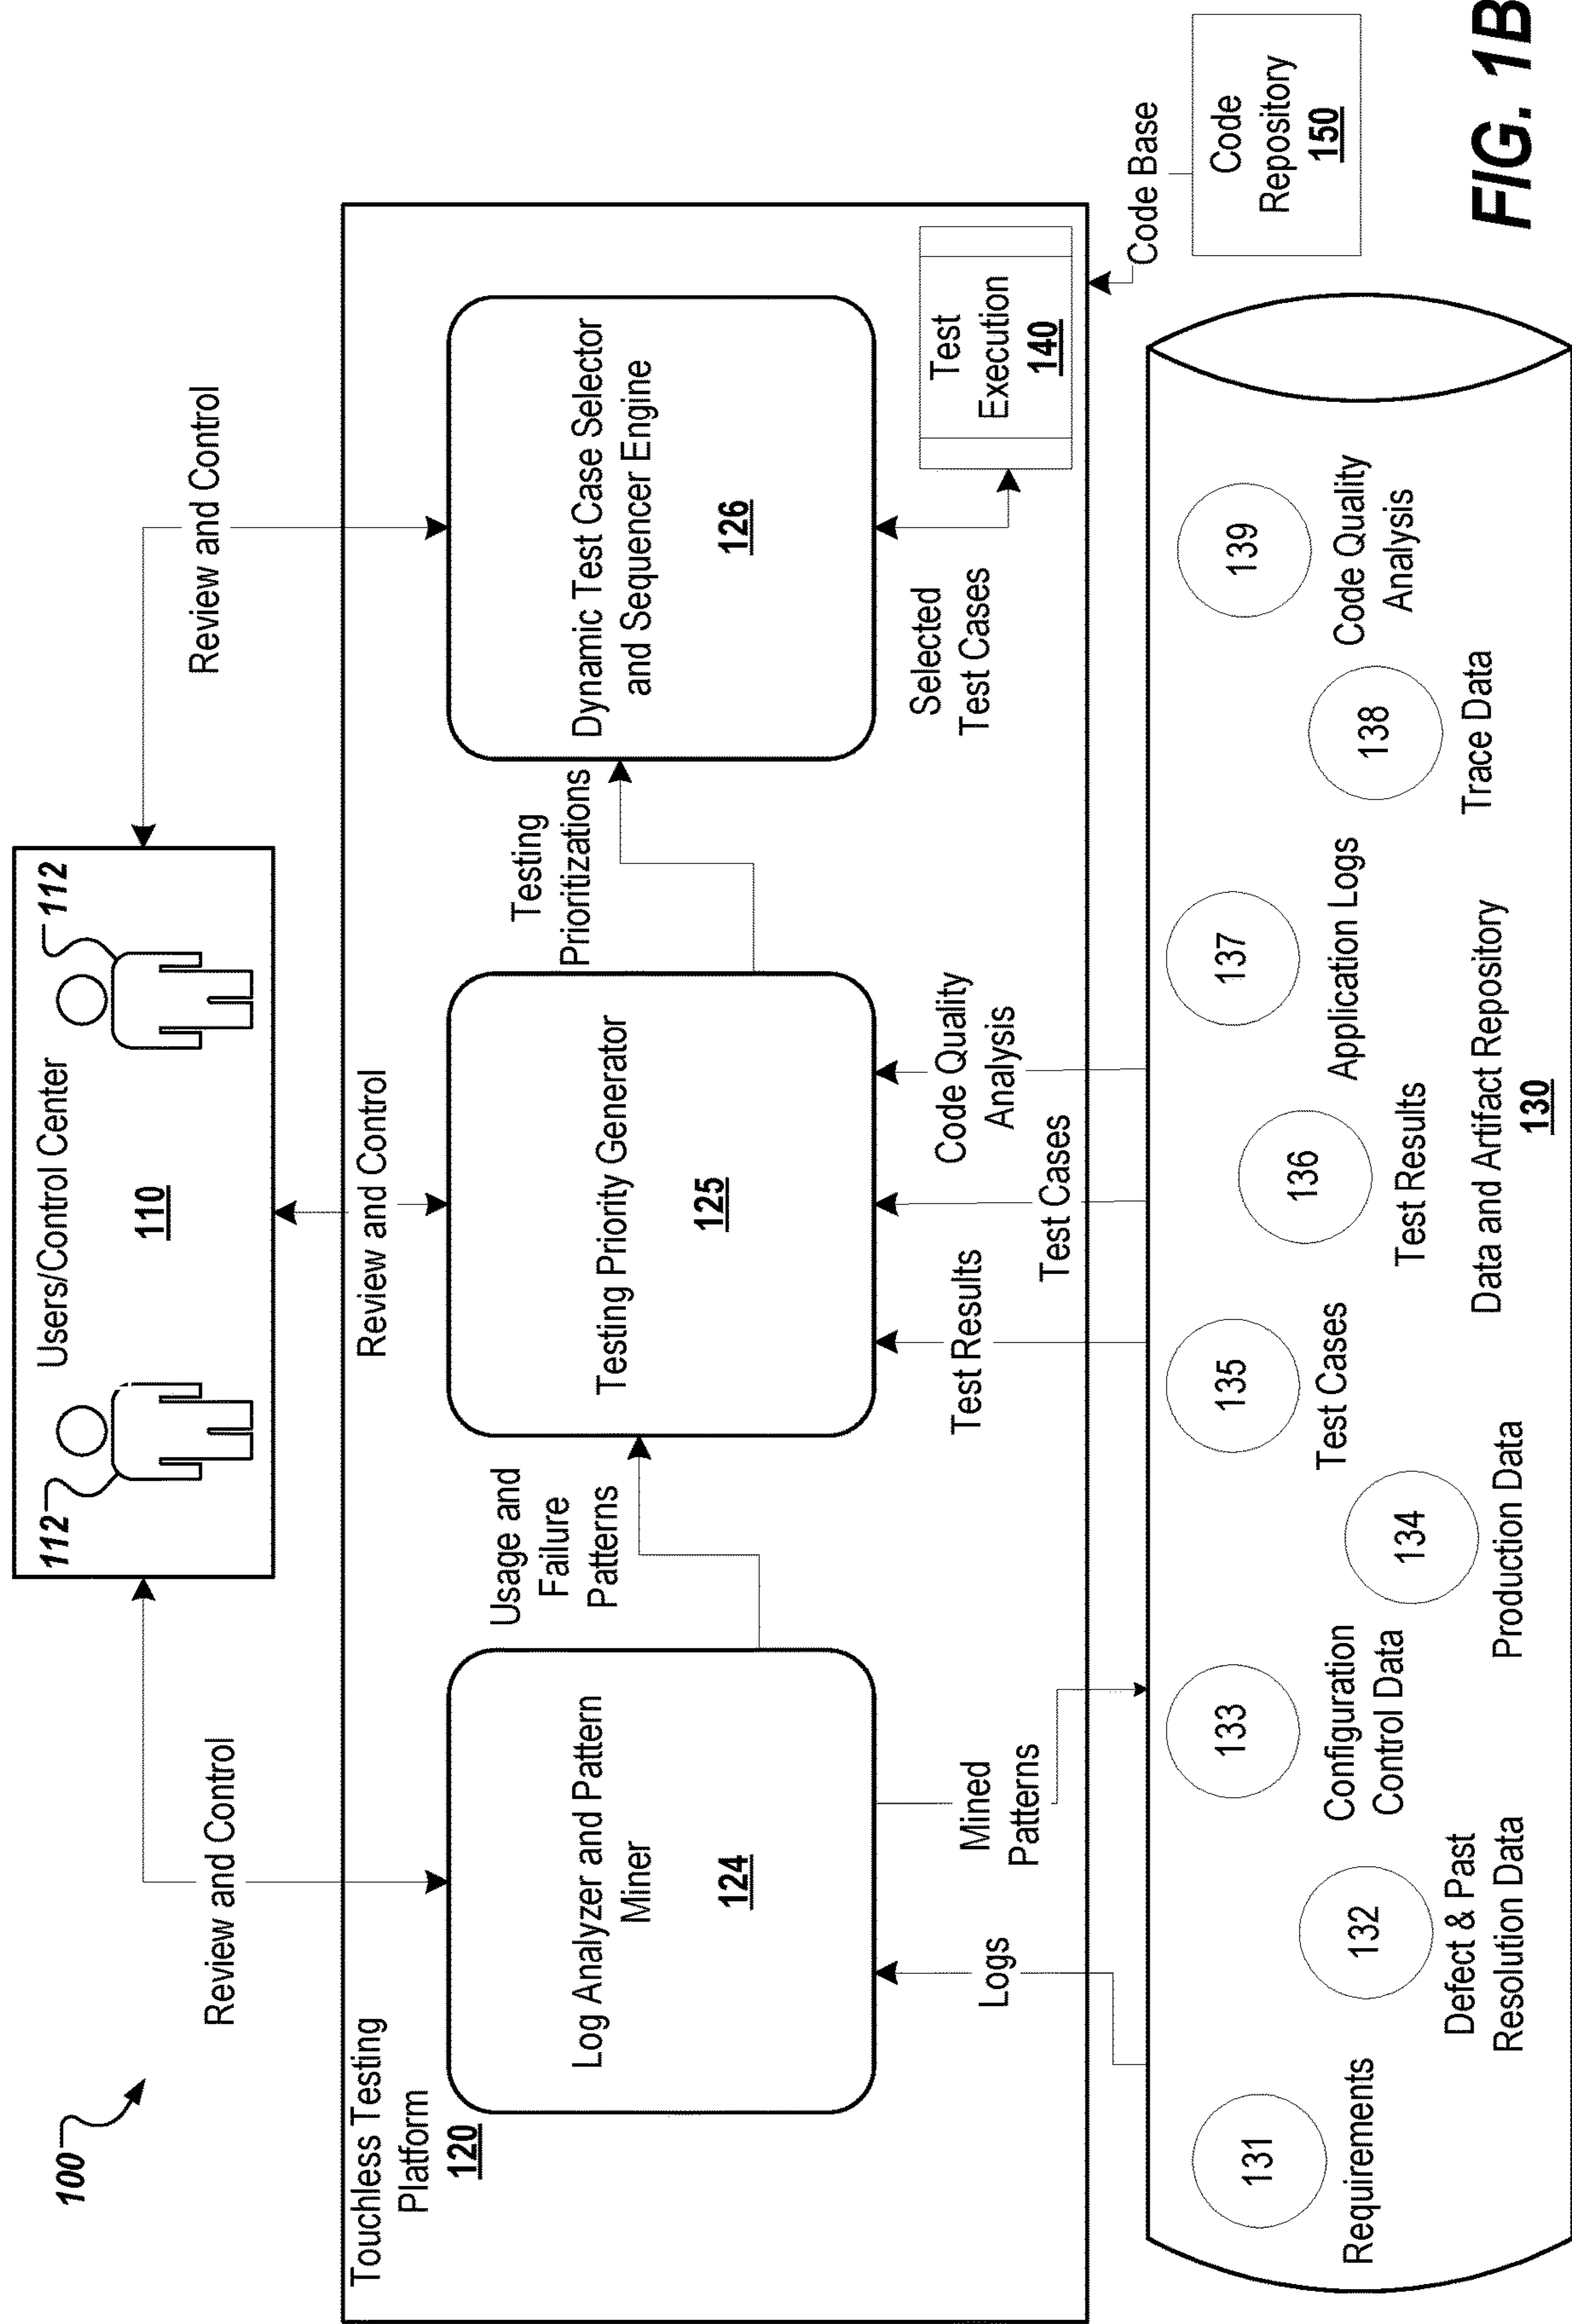 100
Users/Control Center
110
112
112
Review and Control
Review and Control
Review and Control
Touchless Testing
Platform
120
Log Analyzer and Pattern
Miner
124
Usage and
Failure
Patterns
Testing Priority Generator
125
Testing
Prioritizations
Dynamic Test Case Selector
and Sequencer Engine
126
Logs
Mined
Patterns
Test Results
Test Cases
Code Quality
Analysis
Selected
Test Cases
Test
Execution
140
Code Base
Code
Repository
150
131
Requirements
132
Defect & Past
Resolution Data
133
Configuration
Control Data
134
Production Data
135
Test Cases
136
Test Results
137
Application Logs
138
Trace Data
139
Code Quality
Analysis
Data and Artifact Repository
130
FIG. 1B